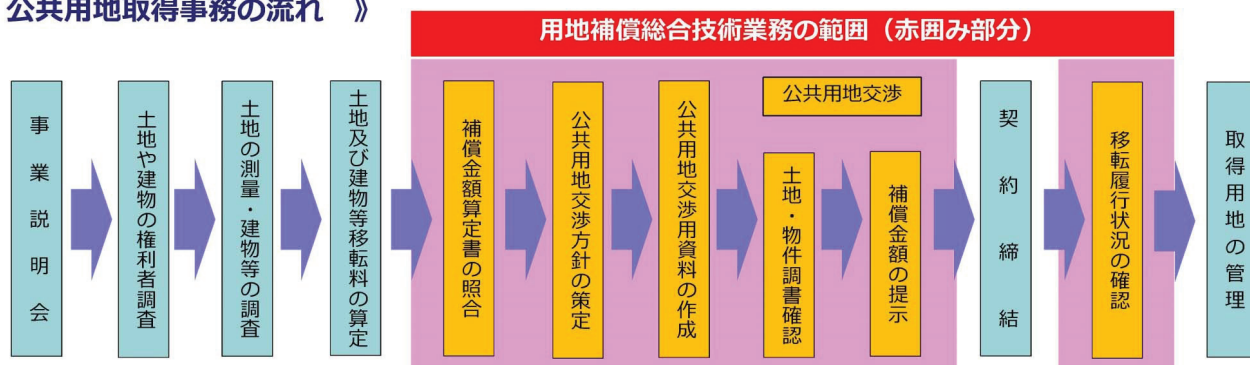 公共用地取得事務の流れ 》
用地補償総合技術業務の範囲（赤囲み部分）
事業説明会
土地や建物の権利者調査
土地の測量・建物等の調査
土地及び建物等移転料の算定
補償金額算定書の照合
公共用地交渉方針の策定
公共用地交渉用資料の作成
公共用地交渉
土地・物件調書確認
補償金額の提示
契約締結
移転履行状況の確認
取得用地の管理